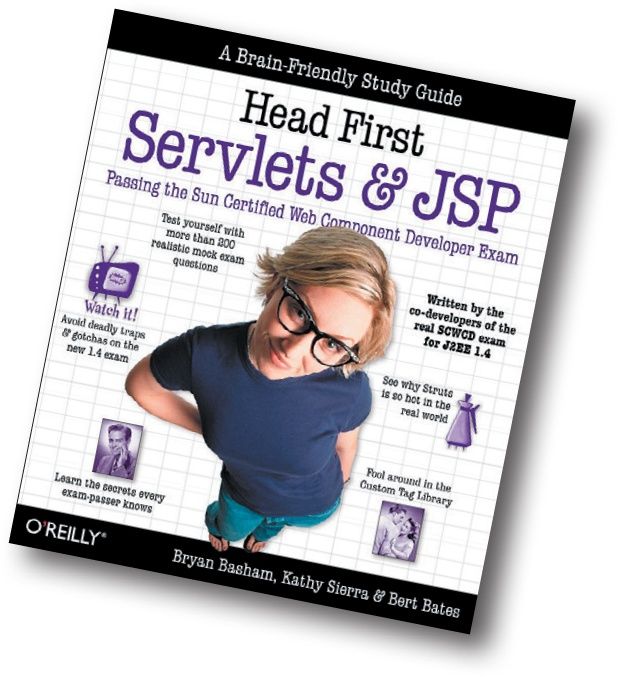 A Brain-Friendly Study Guide
Head First
Servlets & JSP
Passing the Sun Certified Web Component Developer Exam
Test yourself with
more than 200
realistic mock exam
questions
Watch it!
Avoid deadly traps
& gotchas on the
new 1.4 exam
Written by the
co-developers of the
real SCWCD exam
for J2EE 1.4
See why Struts
is so hot in the
real world
Learn the secrets every
exam-passer knows
Fool around in the
Custom Tag Library
O'REILLY®
Bryan Basham, Kathy Sierra & Bert Bates